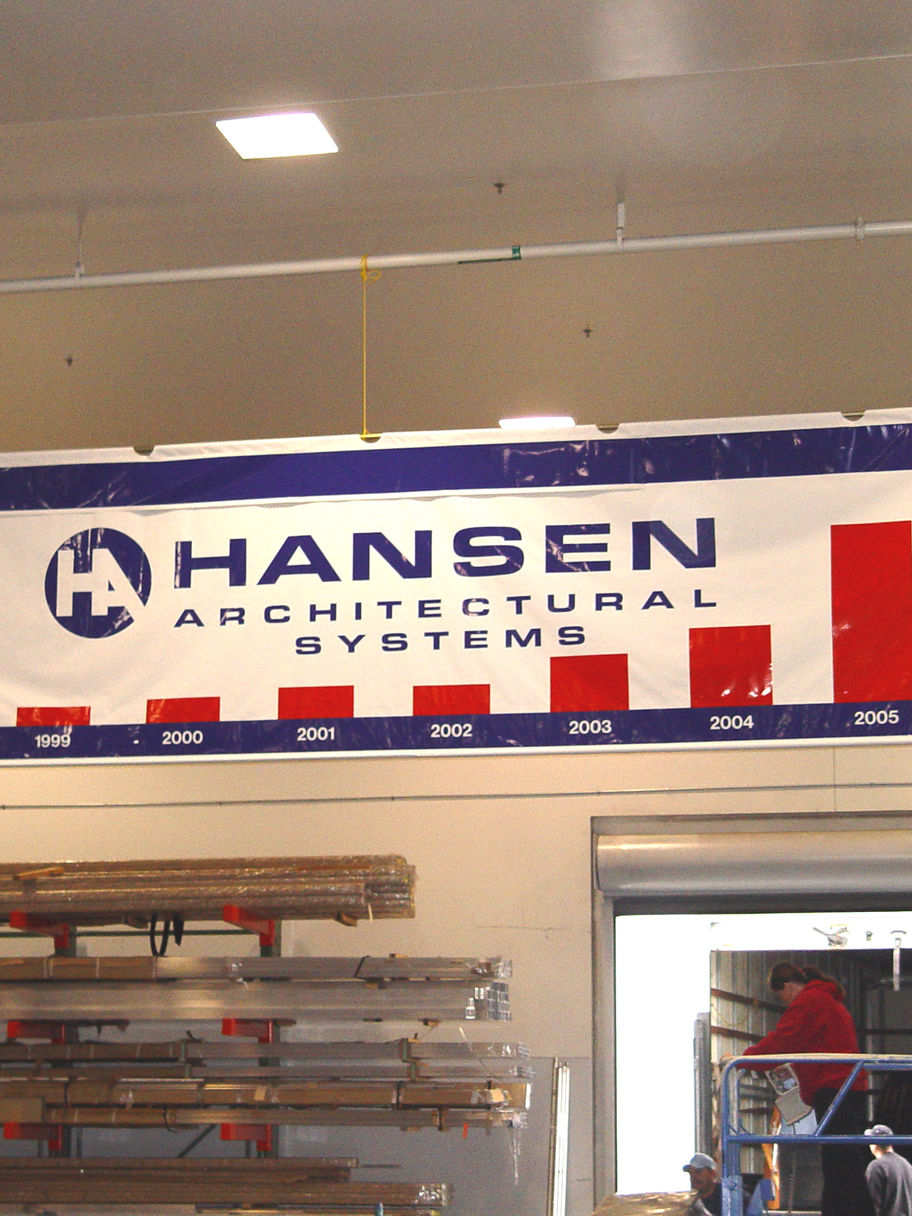 HA HANSEN
ARCHITECTURAL
SYSTEMS
1999 2000 2001 2002 2003 2004 2005